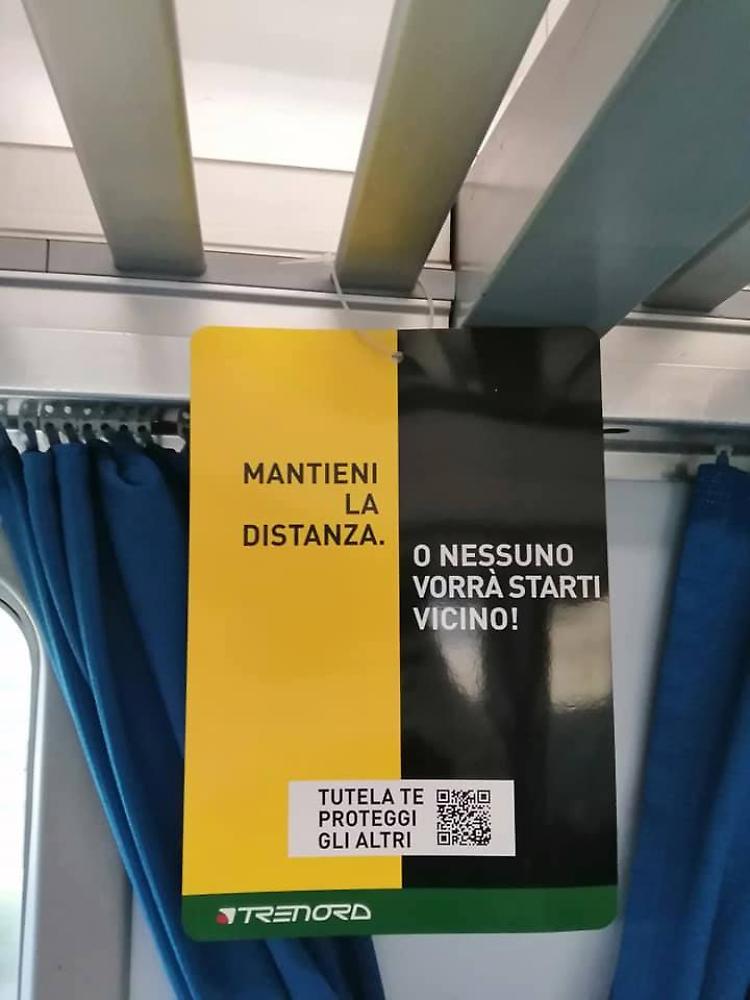 MANTIENI
LA
DISTANZA.
O NESSUNO
VORRÀ STARTI
VICINO!
TUTELA TE
PROTEGGI
GLI ALTRI
TRENORD